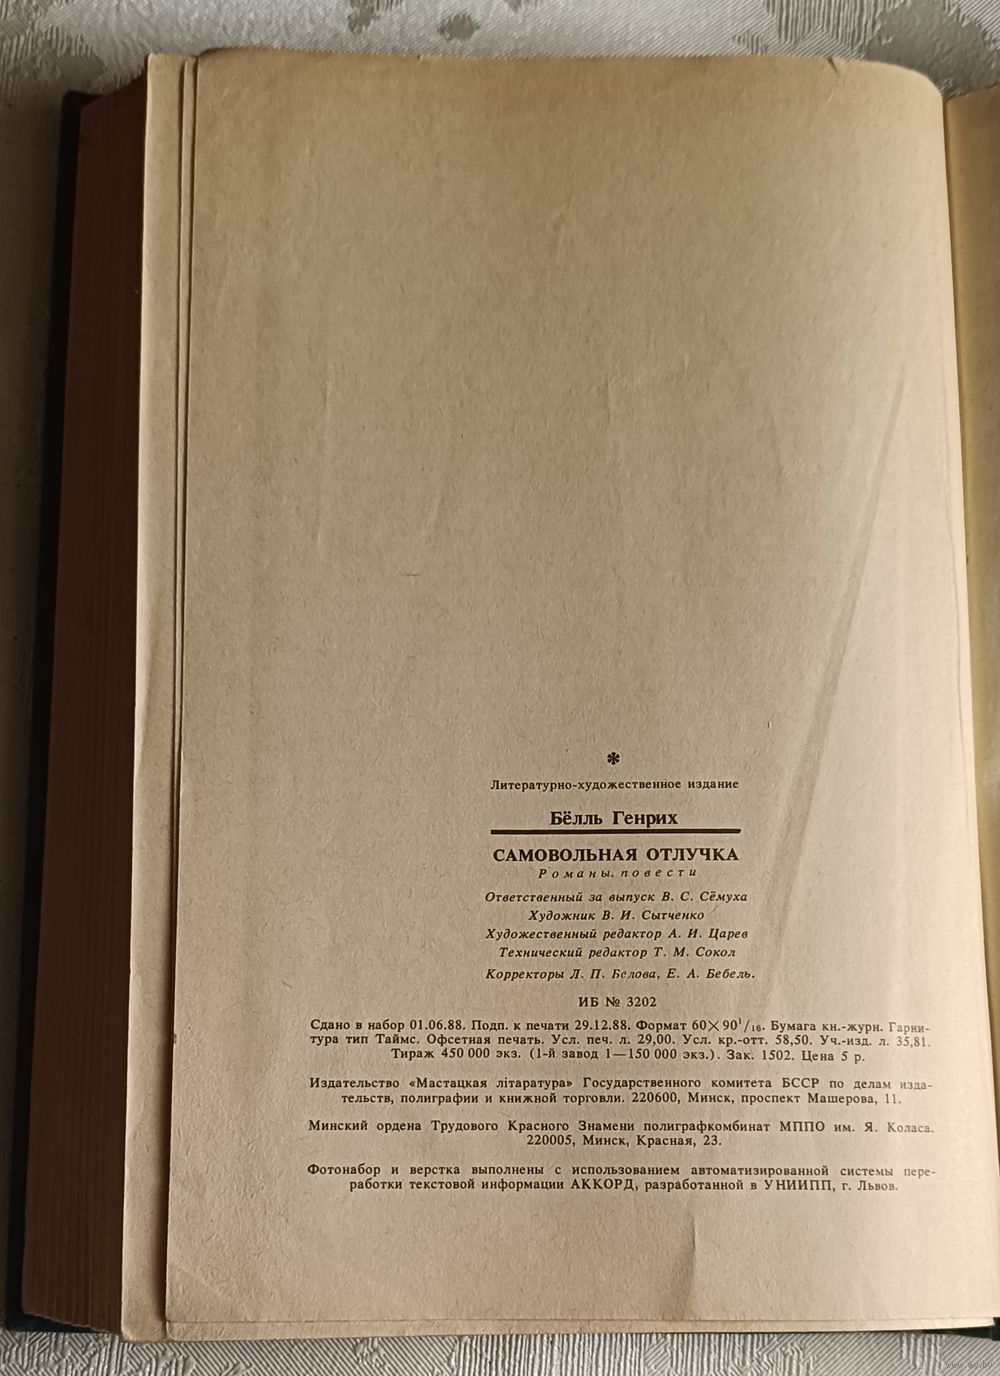 *
Литературно-художественное издание
Бёлль Генрих
САМОВОЛЬНАЯ ОТЛУЧКА
Романы, повести
Ответственный за выпуск В. С. Сёмуха
Художник В. И. Сытченко
Художественный редактор А. И. Царев
Технический редактор Т. М. Сокол
Корректоры Л. П. Белова, Е. А. Бебель.
ИБ № 3202
Сдано в набор 01.06.88. Подп. к печати 29.12.88. Формат 60×90¹/₁₆. Бумага кн.-журн. Гарни-
тура тип Таймс. Офсетная печать. Усл. печ. л. 29,00. Усл. кр.-отт. 58,50. Уч.-изд. л. 35,81.
Тираж 450 000 экз. (1-й завод 1—150 000 экз.). Зак. 1502. Цена 5 р.
Издательство «Мастацкая літаратура» Государственного комитета БССР по делам изда-
тельств, полиграфии и книжной торговли. 220600, Минск, проспект Машерова, 11.
Минский ордена Трудового Красного Знамени полиграфкомбинат МППО им. Я. Коласа.
220005, Минск, Красная, 23.
Фотонабор и верстка выполнены с использованием автоматизированной системы пере-
работки текстовой информации АККОРД, разработанной в УНИИПП, г. Львов.
www.ay.by